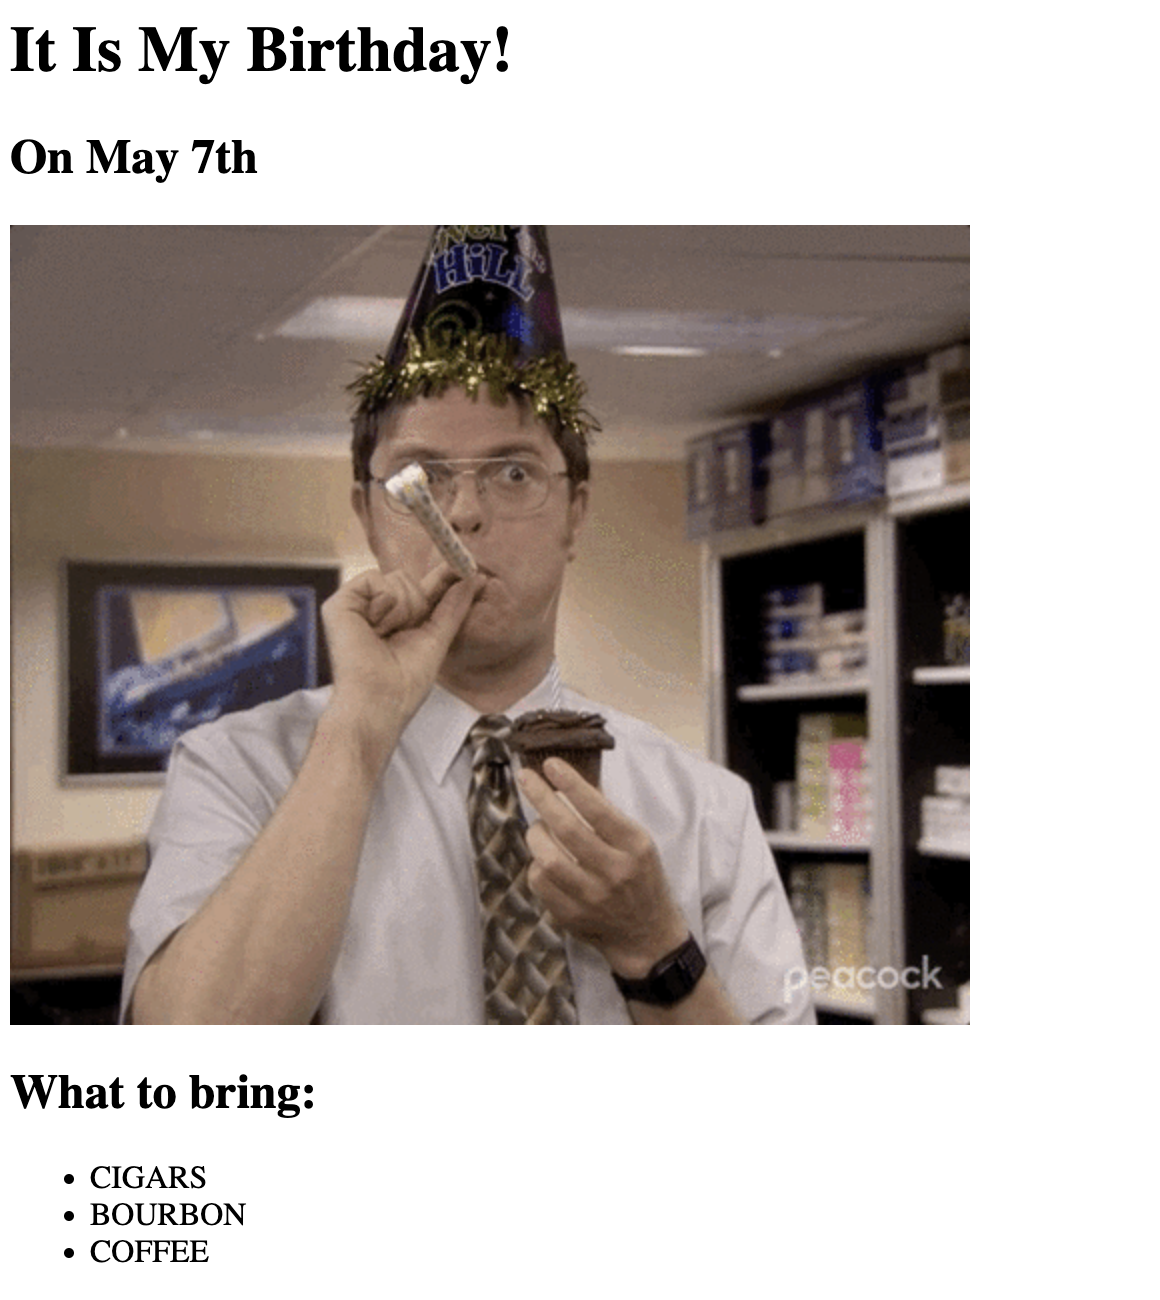 It Is My Birthday!
On May 7th
HiLL
peacock
What to bring:
• CIGARS
• BOURBON
• COFFEE